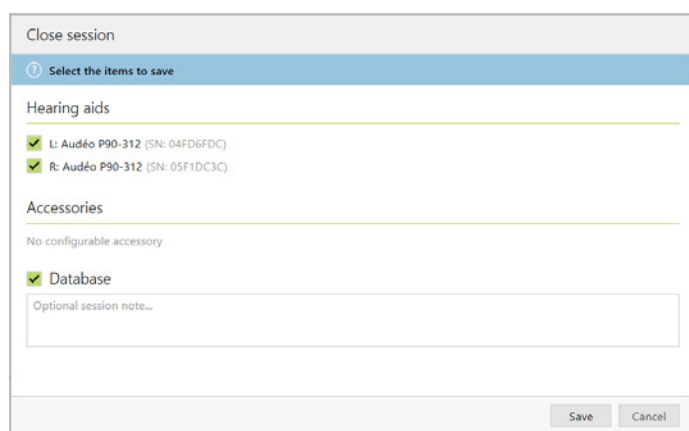 Close session
? Select the items to save
Hearing aids
L: Audéo P90-312 (SN: 04FD6FDC)
R: Audéo P90-312 (SN: 05F1DC3C)
Accessories
No configurable accessory
Database
Optional session note...
Save Cancel